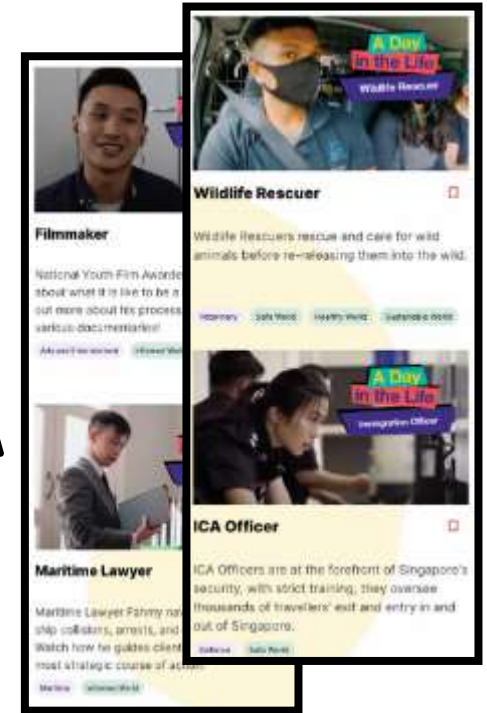 Filmmaker
National Youth Film Awarde
about what it is like to be a
out more about his process
various documentaries!
Maritime Lawyer
Maritime Lawyer Fahmy nav
ship collisions, arrests, and
Watch how he guides client
most strategic course of action.
Maritime Informed World
A Day
in the Life
Wildlife Rescuer
Wildlife Rescuer
Wildlife Rescuers rescue and care for wild
animals before re-releasing them into the wild.
Veterinary Safe World Healthy World Sustainable World
A Day
in the Life
Immigration Officer
ICA Officer
ICA Officers are at the forefront of Singapore's
security, with strict training, they oversee
thousands of travellers' exit and entry in and
out of Singapore.
Defence Safe World